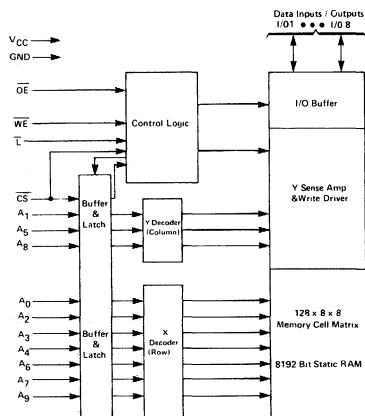 Data Inputs / Outputs
I/O1 ••• I/O8
VCC
GND
OE
WE
L
CS
A1
A5
A8
A0
A2
A3
A4
A6
A7
A9
Control Logic
Buffer
&
Latch
Y Decoder
(Column)
Buffer
&
Latch
X
Decoder
(Row)
I/O Buffer
Y Sense Amp
&Write Driver
128 x 8 x 8
Memory Cell Matrix
8192 Bit Static RAM